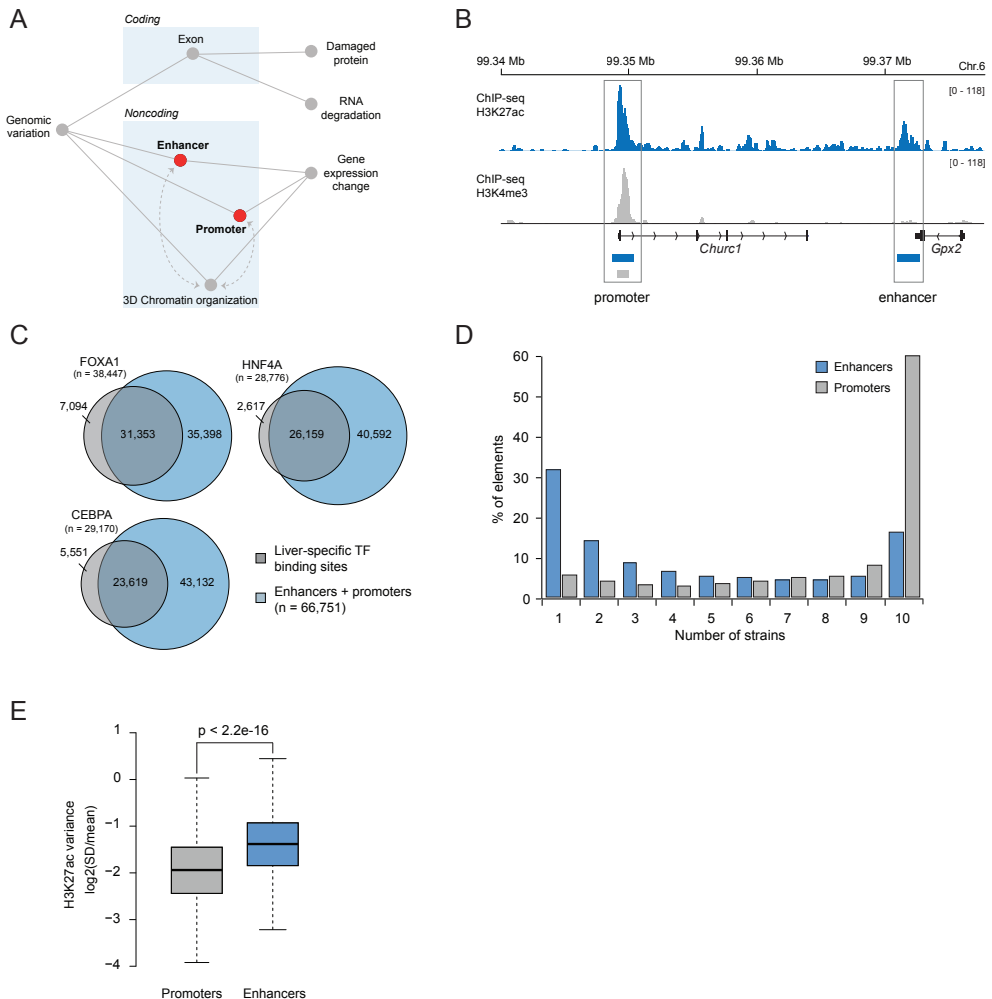 A
Coding
Exon
Damaged
protein
RNA
degradation
Noncoding
Genomic
variation
Enhancer
Gene
expression
change
Promoter
3D Chromatin organization
B
99.34 Mb
99.35 Mb
99.36 Mb
99.37 Mb
Chr.6
[0 - 118]
ChIP-seq
H3K27ac
[0 - 118]
ChIP-seq
H3K4me3
Churc1
Gpx2
promoter
enhancer
C
FOXA1
(n = 38,447)
7,094
31,353
35,398
HNF4A
(n = 28,776)
2,617
26,159
40,592
CEBPA
(n = 29,170)
5,551
23,619
43,132
Liver-specific TF
binding sites
Enhancers + promoters
(n = 66,751)
D
60
50
40
30
20
10
0
% of elements
Enhancers
Promoters
1 2 3 4 5 6 7 8 9 10
Number of strains
E
1
0
−1
−2
−3
−4
H3K27ac variance
log2(SD/mean)
p < 2.2e-16
Promoters
Enhancers